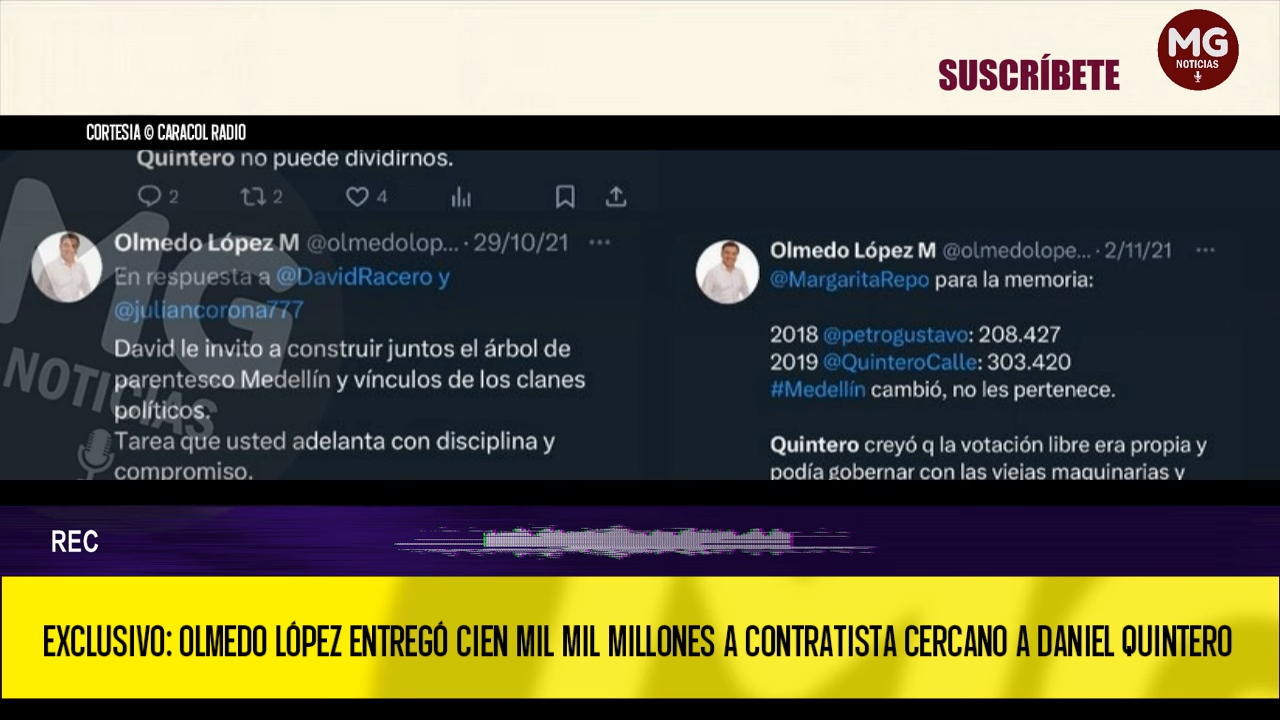 SUSCRÍBETE
MG
NOTICIAS
CORTESIA © CARACOL RADIO
Quintero no puede dividirnos.
2 2 4
Olmedo López M @olmedolop... · 29/10/21 ···
En respuesta a @DavidRacero y
@juliancorona777
David le invito a construir juntos el árbol de
parentesco Medellín y vínculos de los clanes
políticos.
Tarea que usted adelanta con disciplina y
compromiso.
MG
NOTICIAS
Olmedo López M @olmedolope... · 2/11/21 ···
@MargaritaRepo para la memoria:
2018 @petrogustavo: 208.427
2019 @QuinteroCalle: 303.420
#Medellín cambió, no les pertenece.
Quintero creyó q la votación libre era propia y
podía gobernar con las viejas maquinarias y
REC
EXCLUSIVO: OLMEDO LÓPEZ ENTREGÓ CIEN MIL MIL MILLONES A CONTRATISTA CERCANO A DANIEL QUINTERO